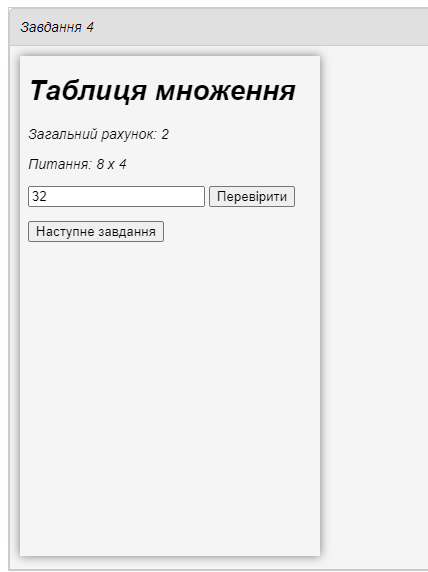 Завдання 4
Таблиця множення
Загальний рахунок: 2
Питання: 8 x 4
32 Перевірити
Наступне завдання